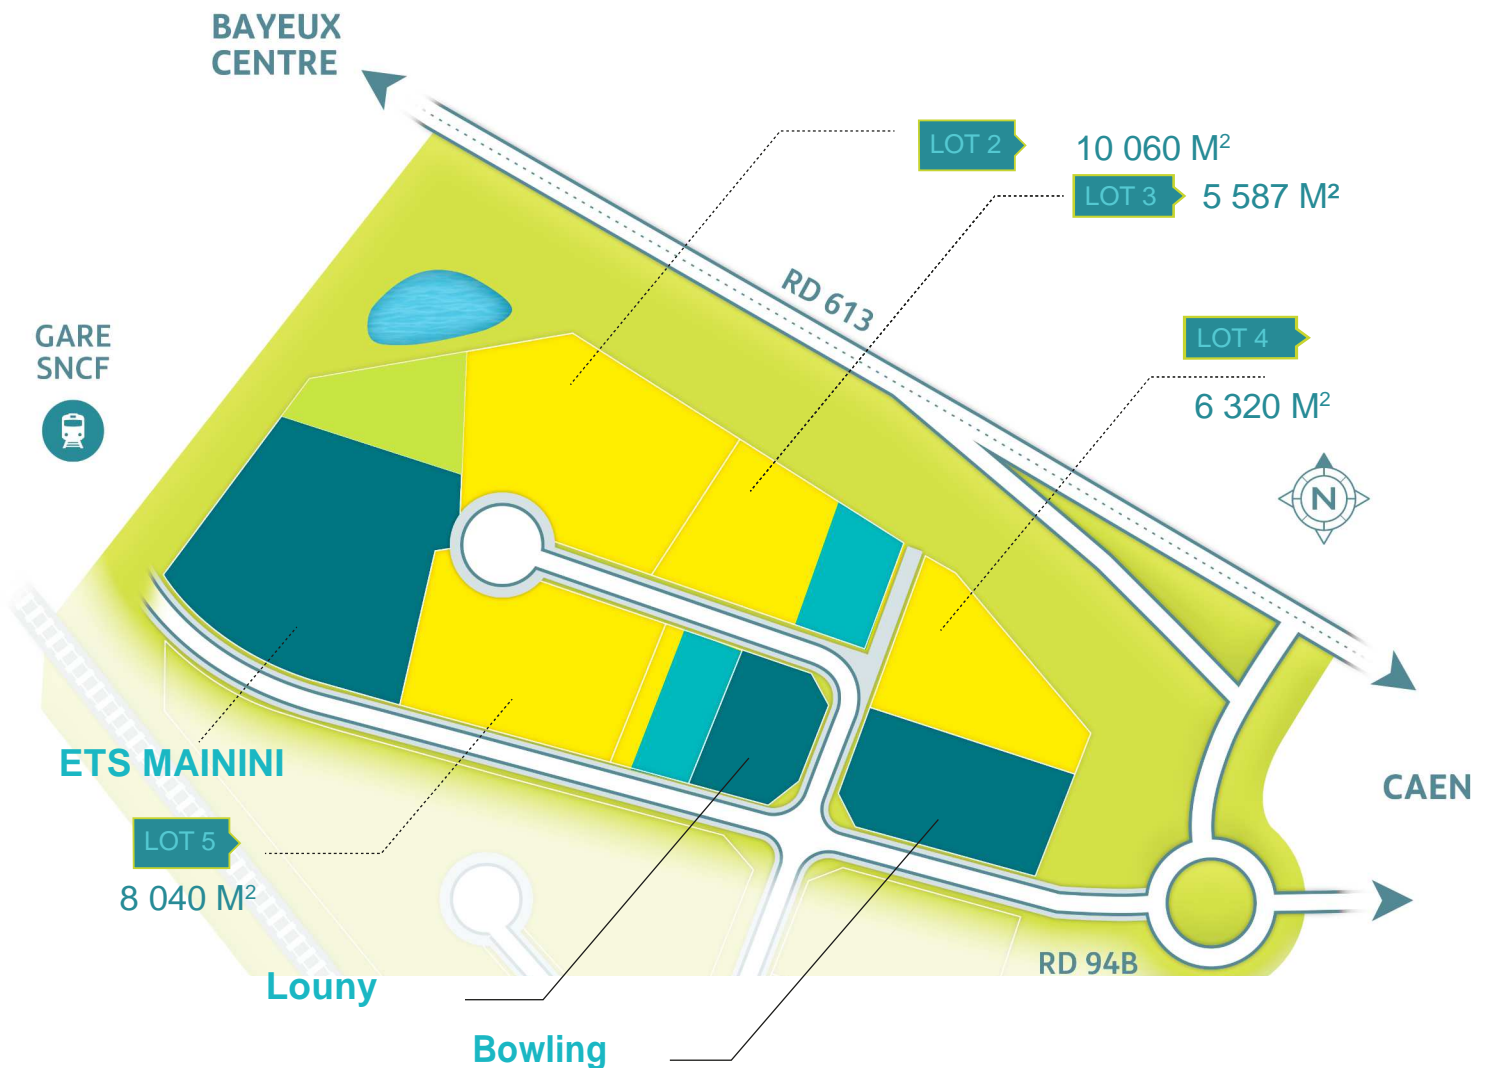 BAYEUX
CENTRE
LOT 2
10 060 M²
LOT 3
5 587 M²
RD 613
GARE
SNCF
LOT 4
6 320 M²
N
ETS MAININI
CAEN
LOT 5
8 040 M²
RD 94B
Louny
Bowling